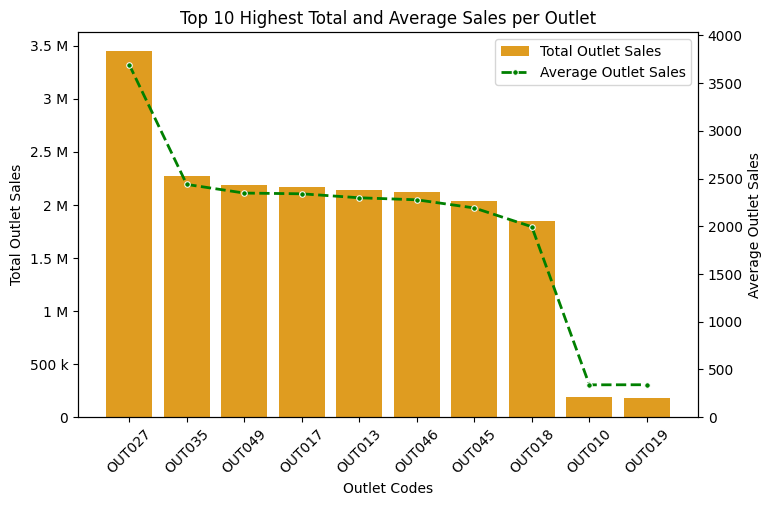 Top 10 Highest Total and Average Sales per Outlet
Total Outlet Sales
Average Outlet Sales
3.5 M
3 M
2.5 M
2 M
1.5 M
1 M
500 k
0
Total Outlet Sales
4000
3500
3000
2500
2000
1500
1000
500
0
Average Outlet Sales
OUT027
OUT035
OUT049
OUT017
OUT013
OUT046
OUT045
OUT018
OUT010
OUT019
Outlet Codes